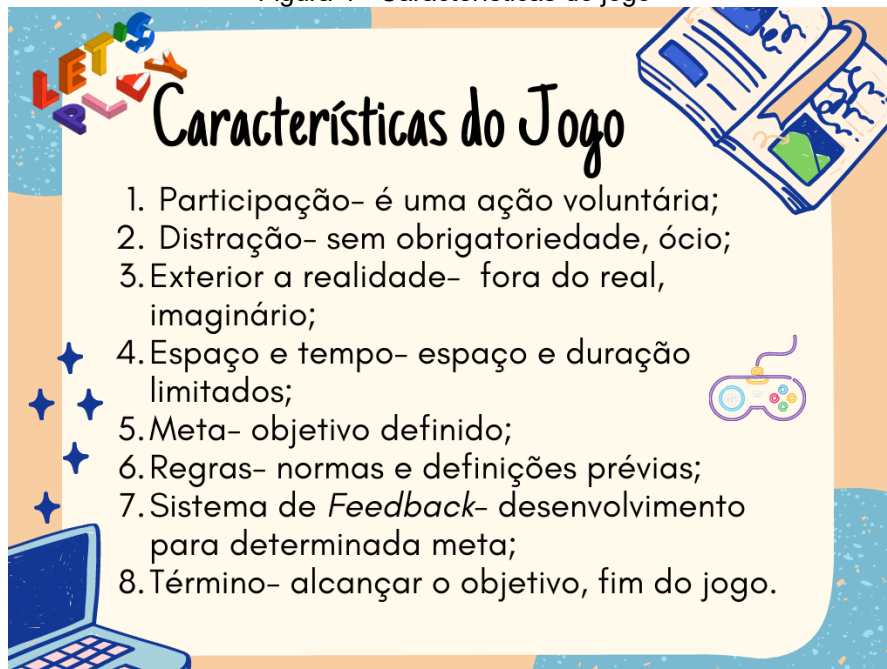 LET'S
PLAY
Características do Jogo
1. Participação- é uma ação voluntária;
2. Distração- sem obrigatoriedade, ócio;
3. Exterior a realidade- fora do real,
imaginário;
4. Espaço e tempo- espaço e duração
limitados;
5. Meta- objetivo definido;
6. Regras- normas e definições prévias;
7. Sistema de Feedback- desenvolvimento
para determinada meta;
8. Término- alcançar o objetivo, fim do jogo.